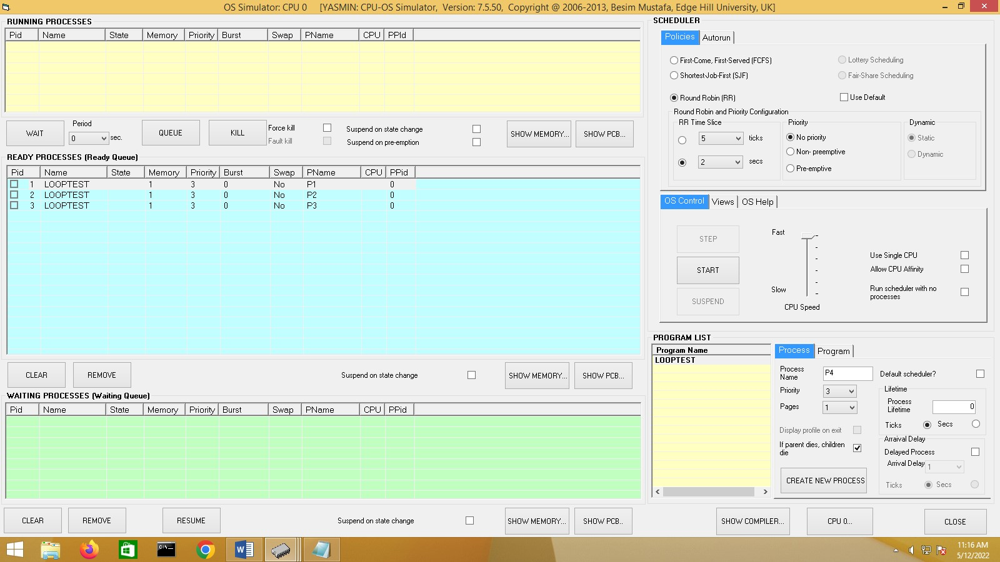 OS Simulator: CPU 0 [YASMIN: CPU-OS Simulator, Version: 7.5.50, Copyright @ 2006-2013, Besim Mustafa, Edge Hill University, UK]
RUNNING PROCESSES
Pid Name State Memory Priority Burst Swap PName CPU PPId
WAIT
Period
0 sec.
QUEUE
KILL
Force kill
Fault kill
Suspend on state change
Suspend on pre-emption
SHOW MEMORY...
SHOW PCB...
READY PROCESSES (Ready Queue)
Pid Name State Memory Priority Burst Swap PName CPU PPid
1 LOOPTEST 1 3 0 No P1 0
2 LOOPTEST 1 3 0 No P2 0
3 LOOPTEST 1 3 0 No P3 0
CLEAR
REMOVE
Suspend on state change
SHOW MEMORY...
SHOW PCB...
WAITING PROCESSES (Waiting Queue)
Pid Name State Memory Priority Burst Swap PName CPU PPid
CLEAR
REMOVE
RESUME
Suspend on state change
SHOW MEMORY...
SHOW PCB..
SCHEDULER
Policies Autorun
First-Come, First-Served (FCFS)
Lottery Scheduling
Shortest-Job-First (SJF)
Fair-Share Scheduling
Round Robin (RR)
Use Default
Round Robin and Priority Configuration
RR Time Slice
5 ticks
2 secs
Priority
No priority
Non- preemptive
Pre-emptive
Dynamic
Static
Dynamic
OS Control Views OS Help
STEP
START
SUSPEND
Fast
Slow
CPU Speed
Use Single CPU
Allow CPU Affinity
Run scheduler with no
processes
PROGRAM LIST
Program Name
LOOPTEST
Process Program
Process
Name
P4
Priority
3
Pages
1
Display profile on exit
If parent dies, children
die
CREATE NEW PROCESS
Default scheduler?
Lifetime
Process
Lifetime
0
Ticks Secs
Arraival Delay
Delayed Process
Arrival Delay 1
Ticks Secs
SHOW COMPILER...
CPU 0...
CLOSE
C:\_
11:16 AM
5/12/2022